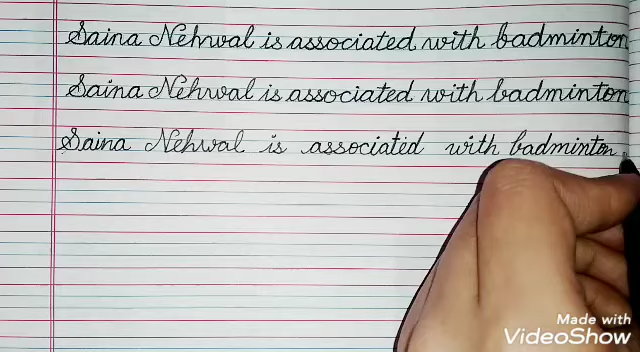 Saina Nehwal is associated with badminton
Saina Nehwal is associated with badminton
Saina Nehwal is associated with badminton.
Made with
VideoShow